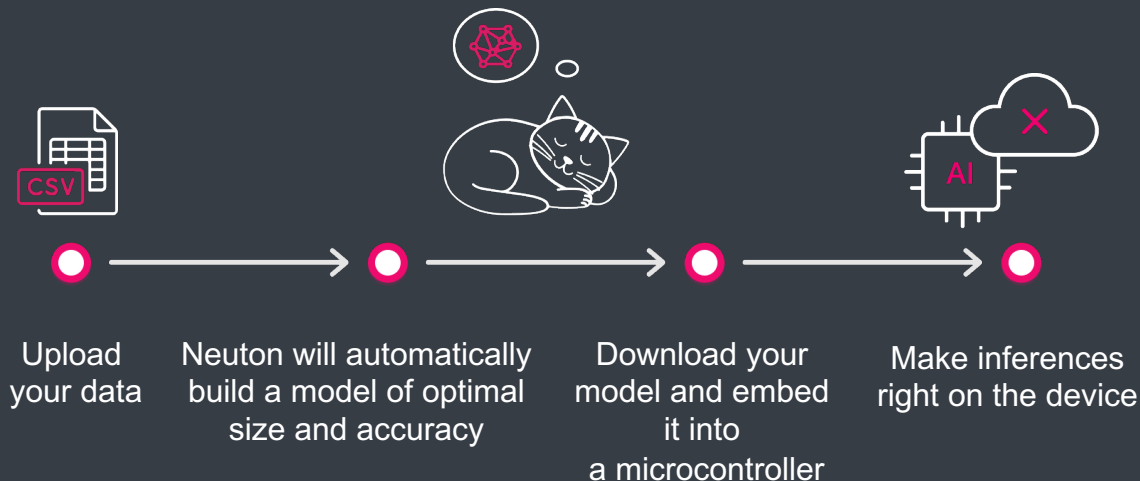 CSV
AI
Upload
your data
Neuton will automatically
build a model of optimal
size and accuracy
Download your
model and embed
it into
a microcontroller
Make inferences
right on the device